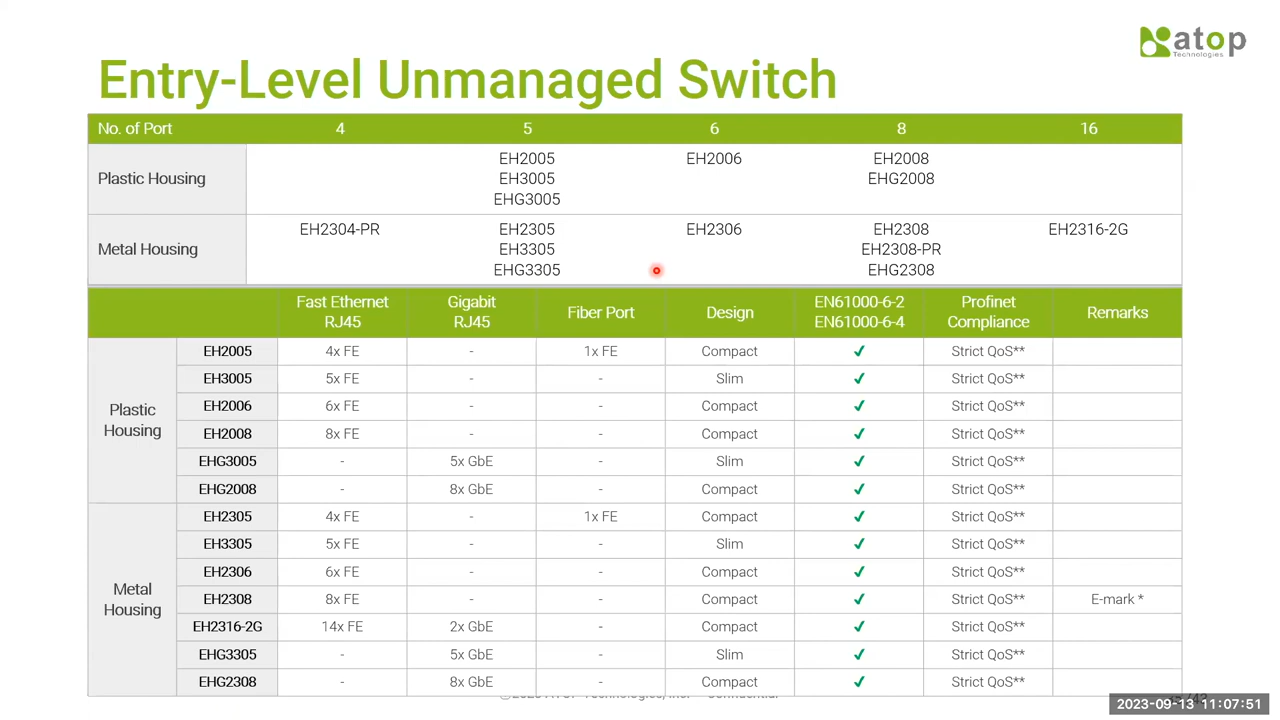 atop
Technologies
Entry-Level Unmanaged Switch
No. of Port 4 5 6 8 16
Plastic Housing
EH2005 EH2006 EH2008
EH3005 EHG2008
EHG3005
Metal Housing
EH2304-PR EH2305 EH2306 EH2308 EH2316-2G
EH3305 EH2308-PR
EHG3305 EHG2308
Fast Ethernet RJ45 Gigabit RJ45 Fiber Port Design EN61000-6-2 EN61000-6-4 Profinet Compliance Remarks
Plastic Housing
EH2005 4x FE - 1x FE Compact ✔ Strict QoS**
EH3005 5x FE - - Slim ✔ Strict QoS**
EH2006 6x FE - - Compact ✔ Strict QoS**
EH2008 8x FE - - Compact ✔ Strict QoS**
EHG3005 - 5x GbE - Slim ✔ Strict QoS**
EHG2008 - 8x GbE - Compact ✔ Strict QoS**
Metal Housing
EH2305 4x FE - 1x FE Compact ✔ Strict QoS**
EH3305 5x FE - - Slim ✔ Strict QoS**
EH2306 6x FE - - Compact ✔ Strict QoS**
EH2308 8x FE - - Compact ✔ Strict QoS** E-mark *
EH2316-2G 14x FE 2x GbE - Compact ✔ Strict QoS**
EHG3305 - 5x GbE - Slim ✔ Strict QoS**
EHG2308 - 8x GbE - Compact ✔ Strict QoS**
2023-09-13 11:07:51